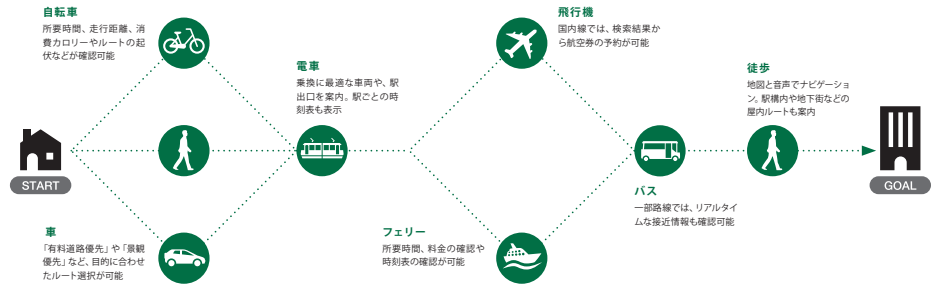 自転車
所要時間、走行距離、消
費カロリーやルートの起
伏などが確認可能
飛行機
国内線では、検索結果か
ら航空券の予約が可能
電車
乗換に最適な車両や、駅
出口を案内。駅ごとの時
刻表も表示
徒歩
地図と音声でナビゲーショ
ン。駅構内や地下街などの
屋内ルートも案内
START
GOAL
バス
一部路線では、リアルタイ
ムな接近情報も確認可能
車
「有料道路優先」や「景観
優先」など、目的に合わせ
たルート選択が可能
フェリー
所要時間、料金の確認や
時刻表の確認が可能